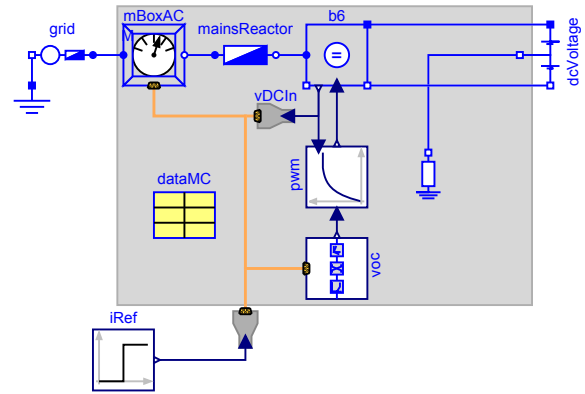 mBoxAC
b6
grid
mainsReactor
dcVoltage
V
=
vDCIn
pwm
dataMC
voc
iRef